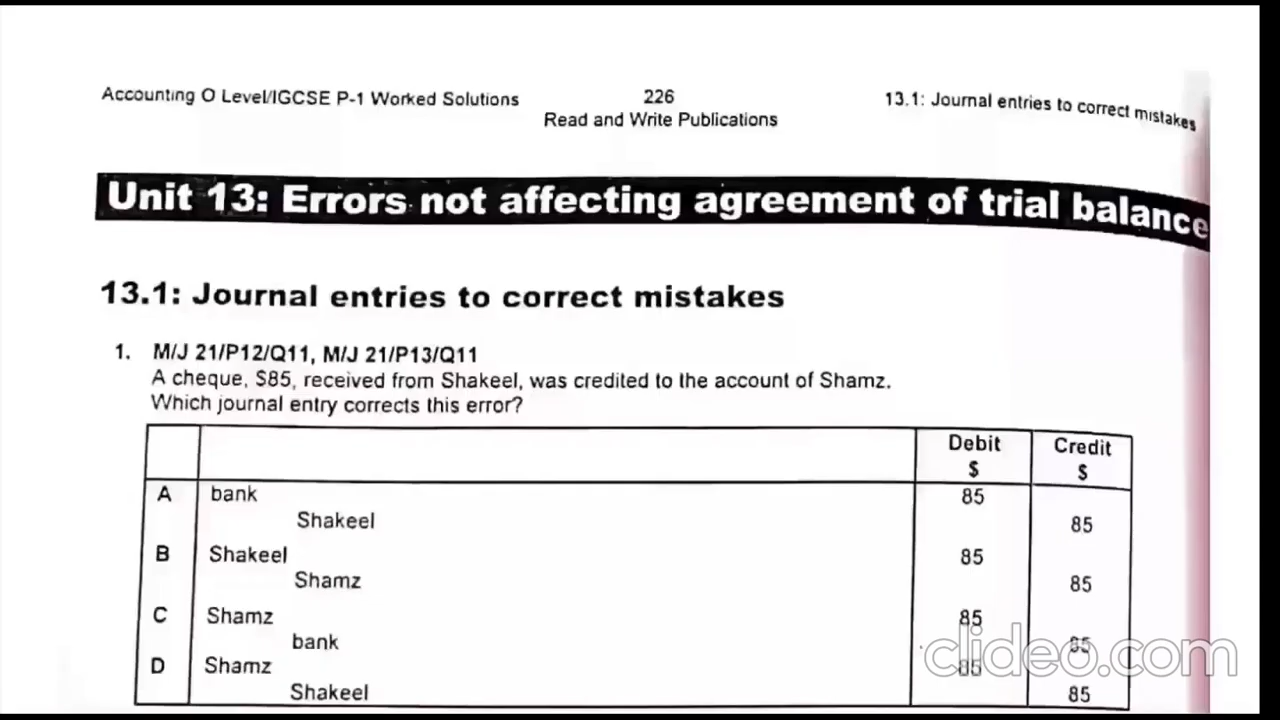 Accounting O Level/IGCSE P-1 Worked Solutions 226 13.1: Journal entries to correct mistakes
Read and Write Publications
Unit 13: Errors not affecting agreement of trial balance
13.1: Journal entries to correct mistakes
1. M/J 21/P12/Q11, M/J 21/P13/Q11
A cheque, $85, received from Shakeel, was credited to the account of Shamz.
Which journal entry corrects this error?
Debit Credit
$ $
A bank 85
Shakeel 85
B Shakeel 85
Shamz 85
C Shamz 85
bank 85
D Shamz 85
Shakeel 85
clideo.com